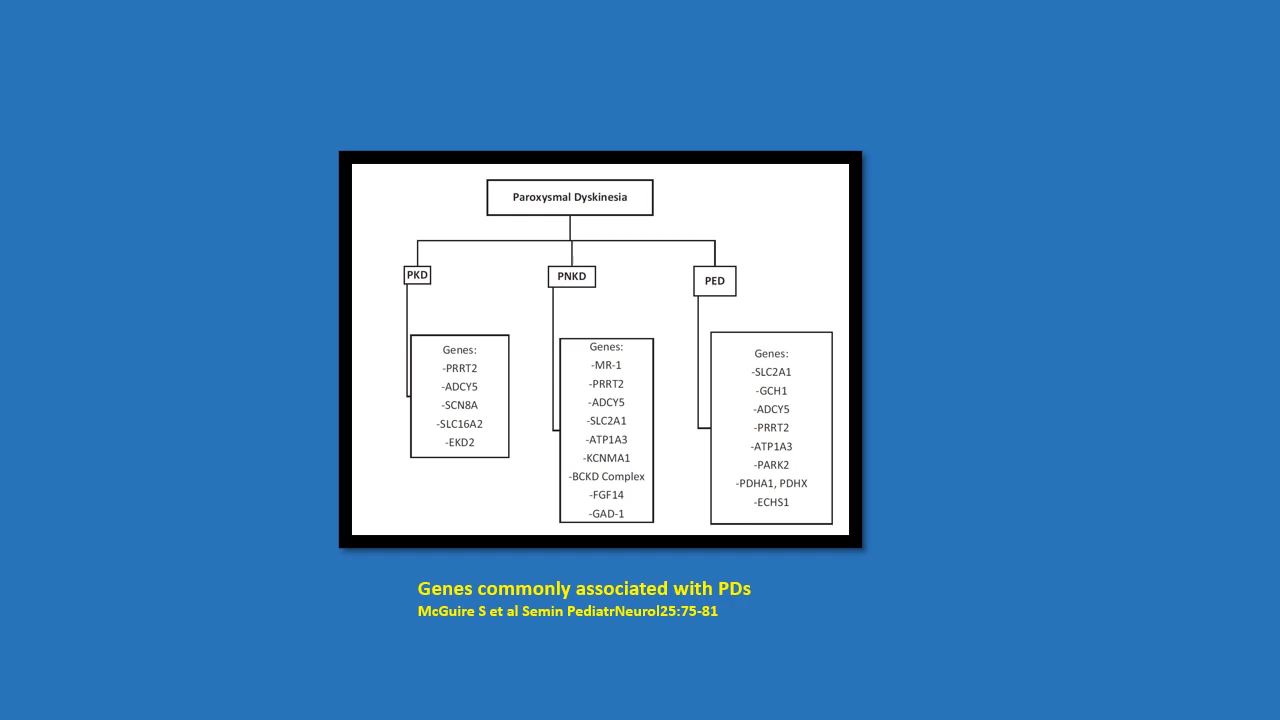 Paroxysmal Dyskinesia
PKD
PNKD
PED
Genes:
-PRRT2
-ADCY5
-SCN8A
-SLC16A2
-EKD2
Genes:
-MR-1
-PRRT2
-ADCY5
-SLC2A1
-ATP1A3
-KCNMA1
-BCKD Complex
-FGF14
-GAD-1
Genes:
-SLC2A1
-GCH1
-ADCY5
-PRRT2
-ATP1A3
-PARK2
-PDHA1, PDHX
-ECHS1
Genes commonly associated with PDs
McGuire S et al Semin PediatrNeurol25:75-81